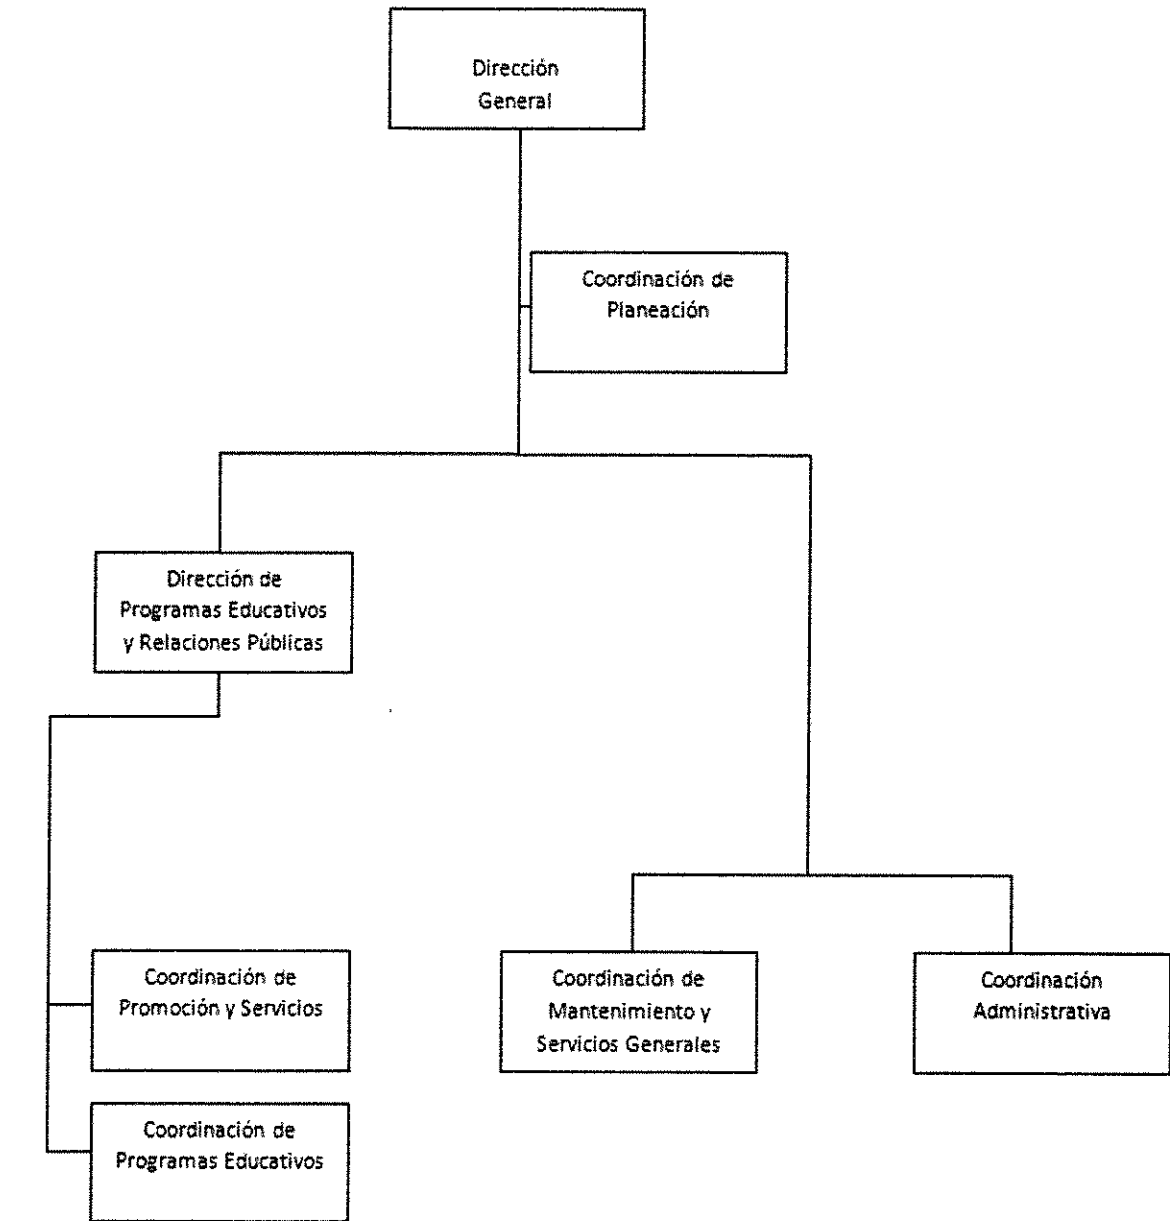 Dirección
General
Coordinación de
Planeación
Dirección de
Programas Educativos
y Relaciones Públicas
Coordinación de
Promoción y Servicios
Coordinación de
Programas Educativos
Coordinación de
Mantenimiento y
Servicios Generales
Coordinación
Administrativa